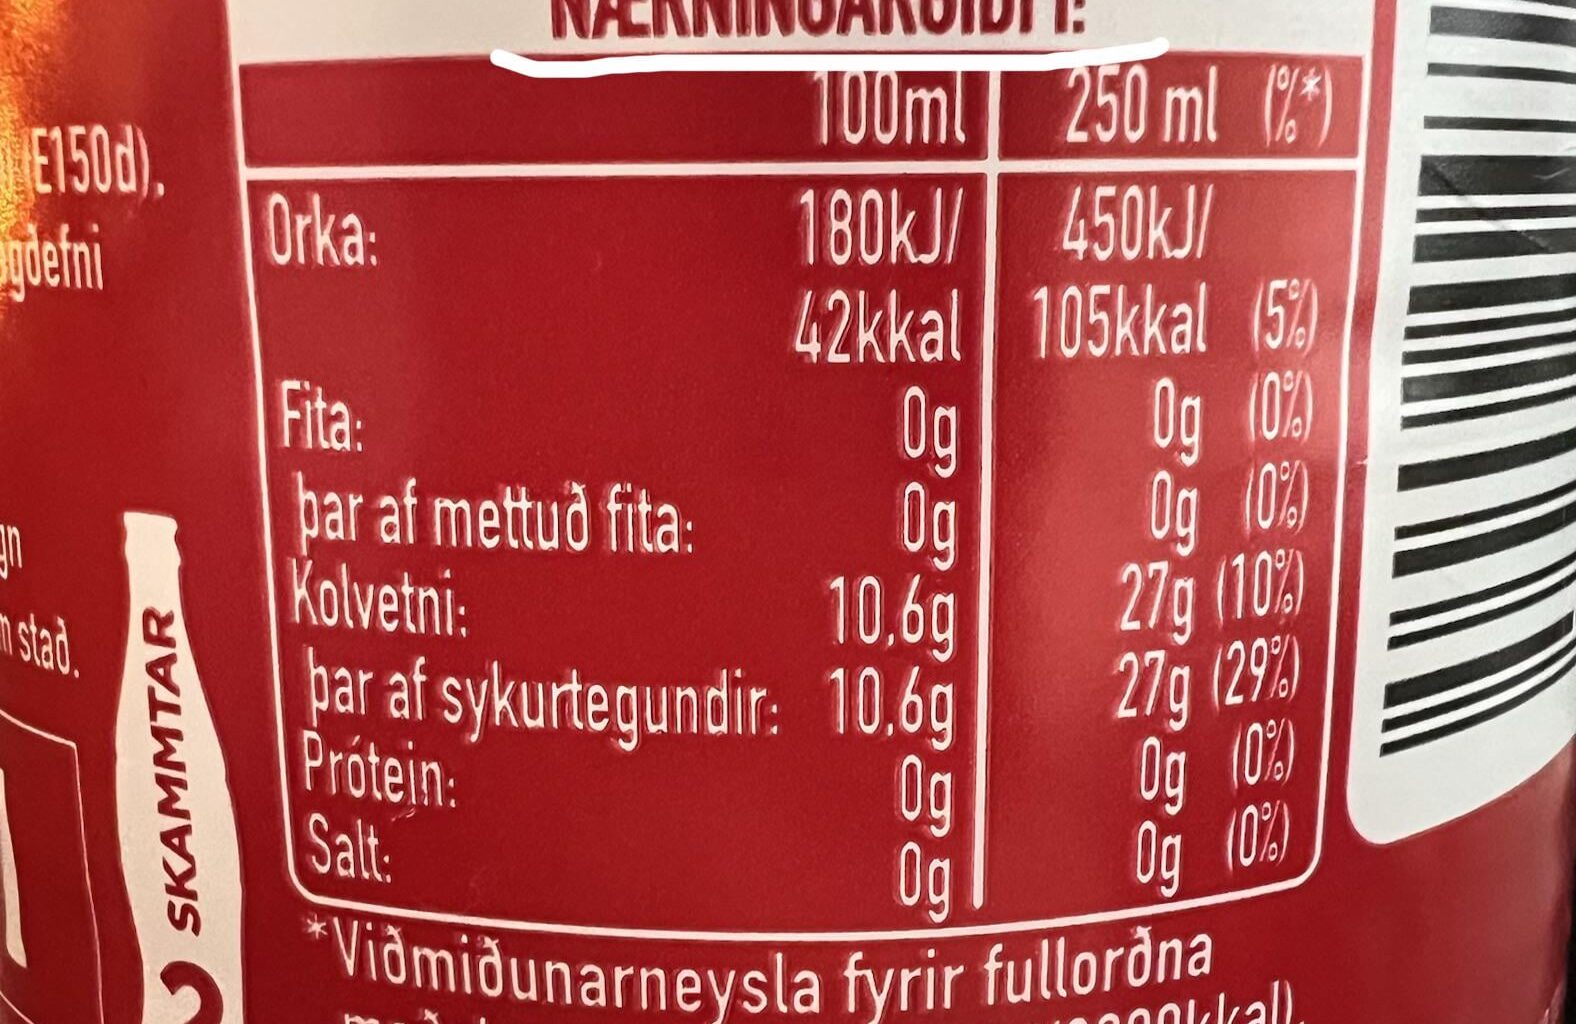 NÆRNINGARGILDI Í:
100ml 250 ml (%*)
Orka: 180kJ/ 450kJ/
42kkal 105kkal (5%)
Fita: 0g 0g (0%)
þar af mettuð fita: 0g 0g (0%)
Kolvetni: 10,6g 27g (10%)
þar af sykurtegundir: 10,6g 27g (29%)
Prótein: 0g 0g (0%)
Salt: 0g 0g (0%)
*Viðmiðunarneysla fyrir fullorðna
(E150d),
stað.
SKAMMTAR